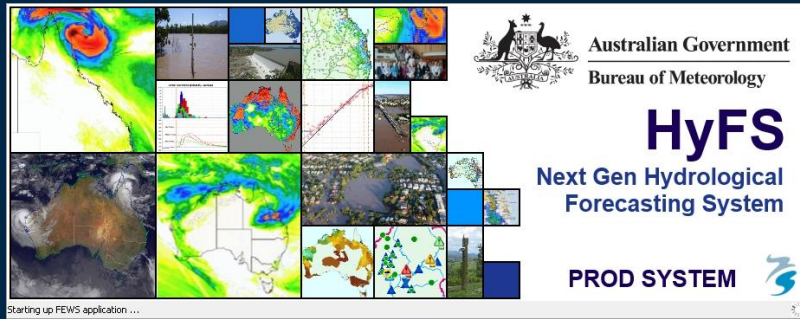 Australian Government
Bureau of Meteorology
HyFS
Next Gen Hydrological
Forecasting System
PROD SYSTEM
Starting up FEWS application ...